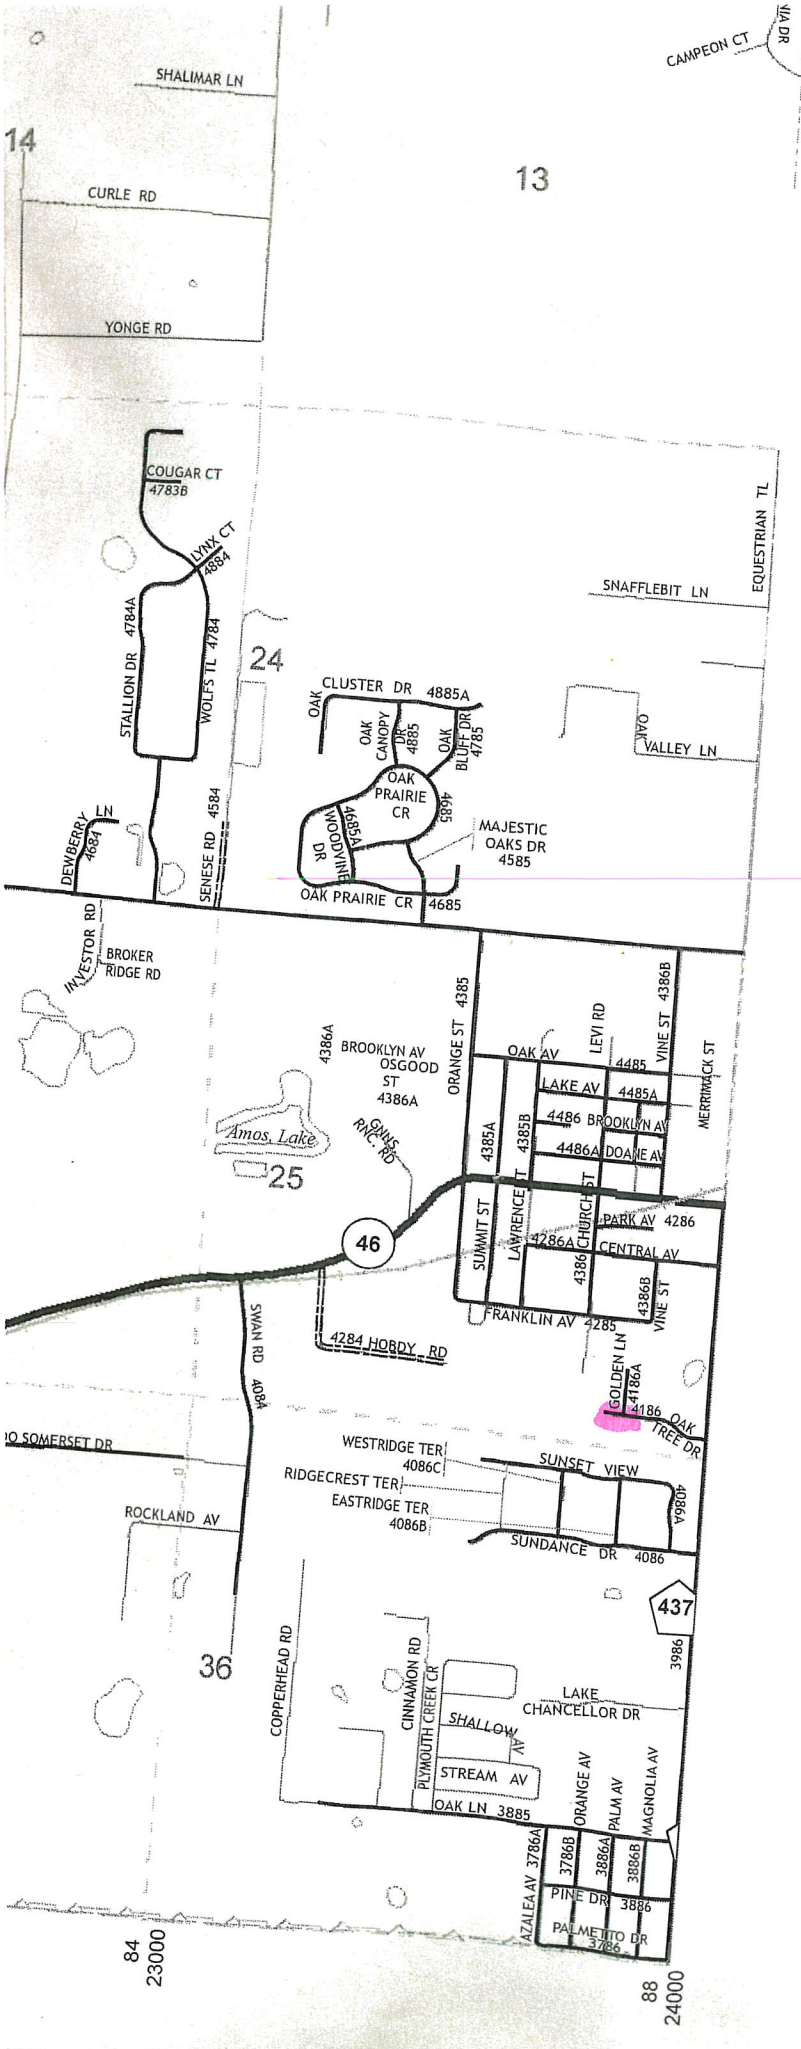 VIA DR
CAMPEON CT
SHALIMAR LN
14
13
CURLE RD
YONGE RD
COUGAR CT
4783B
LYNX CT
4884
EQUESTRIAN TL
SNAFFLEBIT LN
STALLION DR 4784A
WOLFS TL 4784
24
OAK
CLUSTER DR 4885A
OAK
CANOPY
DR
4885
OAK
BLUFF DR
4785
OAK
VALLEY LN
OAK
PRAIRIE
CR
4685
DEWBERRY LN
4684
SENESE RD 4584
4685A
WOODVINE
DR
MAJESTIC
OAKS DR
4585
OAK PRAIRIE CR 4685
INVESTOR RD
BROKER
RIDGE RD
4386A
BROOKLYN AV
OSGOOD
ST
4386A
ORANGE ST 4385
LEVI RD
VINE ST 4386B
MERRIMACK ST
OAK AV
4485
LAKE AV
4485A
4486 BROOKLYN AV
4486A DOANE AV
4385A
4385B
Amos, Lake
GNNS
RNC. RD
25
SUMMIT ST
LAWRENCE ST
CHURCH ST
4386
PARK AV 4286
4286A
CENTRAL AV
46
4386B
VINE ST
FRANKLIN AV 4285
SWAN RD 4084
4284 HOBDY RD
GOLDEN LN
4186A
4186 OAK
TREE DR
DO SOMERSET DR
WESTRIDGE TER
4086C
SUNSET VIEW
RIDGECREST TER
4086A
EASTRIDGE TER
4086B
ROCKLAND AV
SUNDANCE DR 4086
437
3986
36
COPPERHEAD RD
CINNAMON RD
PLYMOUTH CREEK CR
LAKE
CHANCELLOR DR
SHALLOW
AV
STREAM AV
OAK LN 3885
ORANGE AV
PALM AV
MAGNOLIA AV
AZALEA AV 3786A
3786B
3886A
3886B
PINE DR 3886
PALMETTO DR
3786
84
23000
88
24000